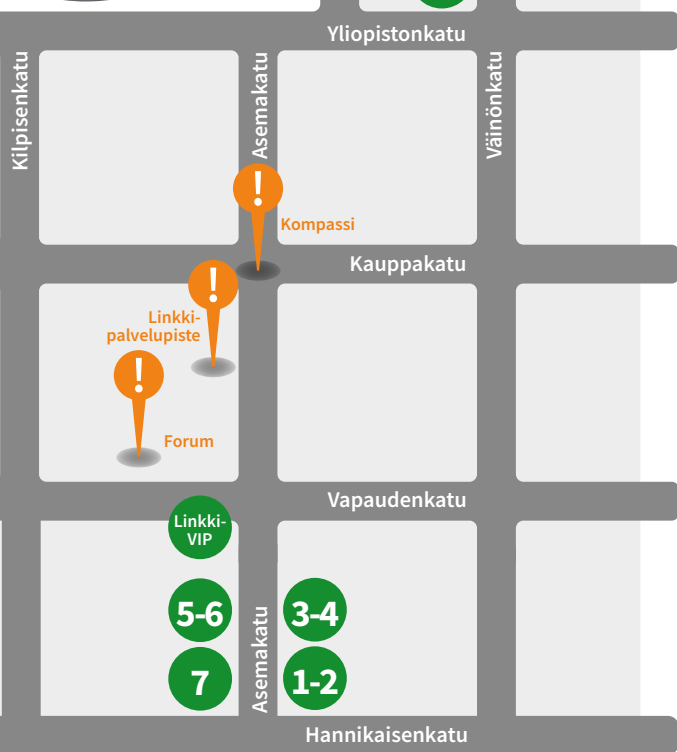 Yliopistonkatu
Kilpisenkatu
Asemakatu
Väinönkatu
!
Kompassi
Kauppakatu
!
Linkki-
palvelupiste
!
Forum
Vapaudenkatu
Linkki-
VIP
5-6
3-4
Asemakatu
7
1-2
Hannikaisenkatu